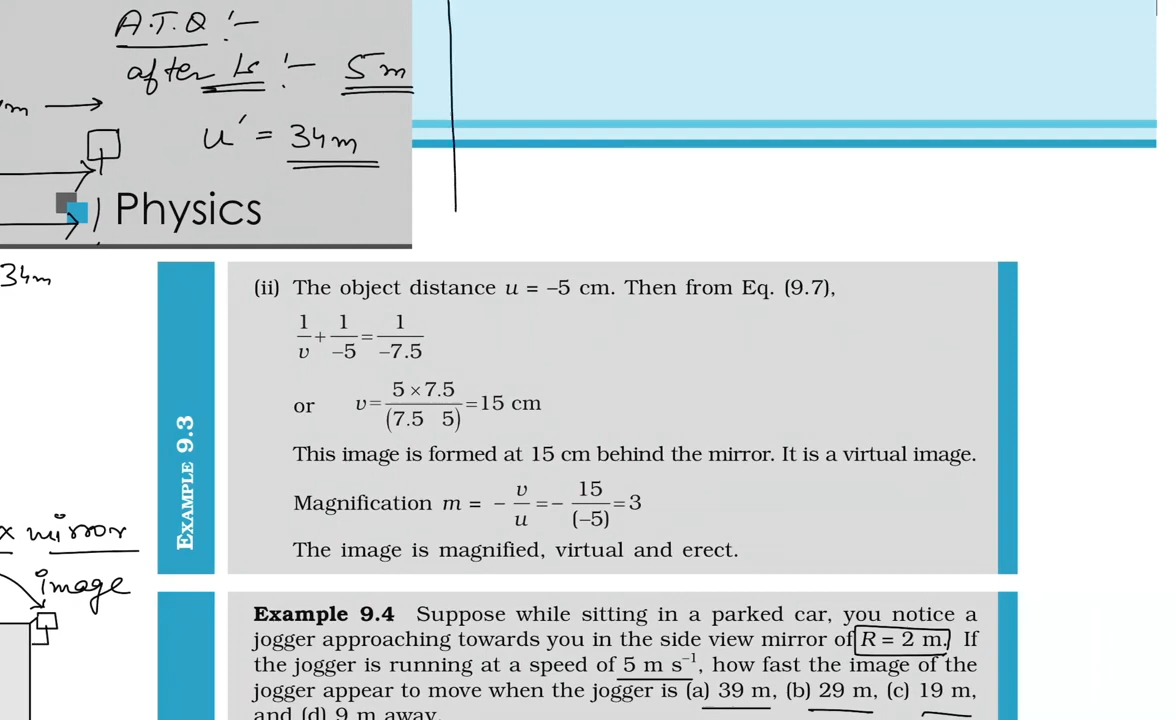 A.T.Q :-
after 1s :- 5m
m →
u' = 34m
Physics
34m
(ii) The object distance u = –5 cm. Then from Eq. (9.7),
1/v + 1/–5 = 1/–7.5
or v = 5 × 7.5/(7.5 5) = 15 cm
This image is formed at 15 cm behind the mirror. It is a virtual image.
Magnification m = – v/u = – 15/(–5) = 3
The image is magnified, virtual and erect.
EXAMPLE 9.3
x mirror
image
Example 9.4 Suppose while sitting in a parked car, you notice a
jogger approaching towards you in the side view mirror of R = 2 m. If
the jogger is running at a speed of 5 m s⁻¹, how fast the image of the
jogger appear to move when the jogger is (a) 39 m, (b) 29 m, (c) 19 m,
and (d) 9 m away.